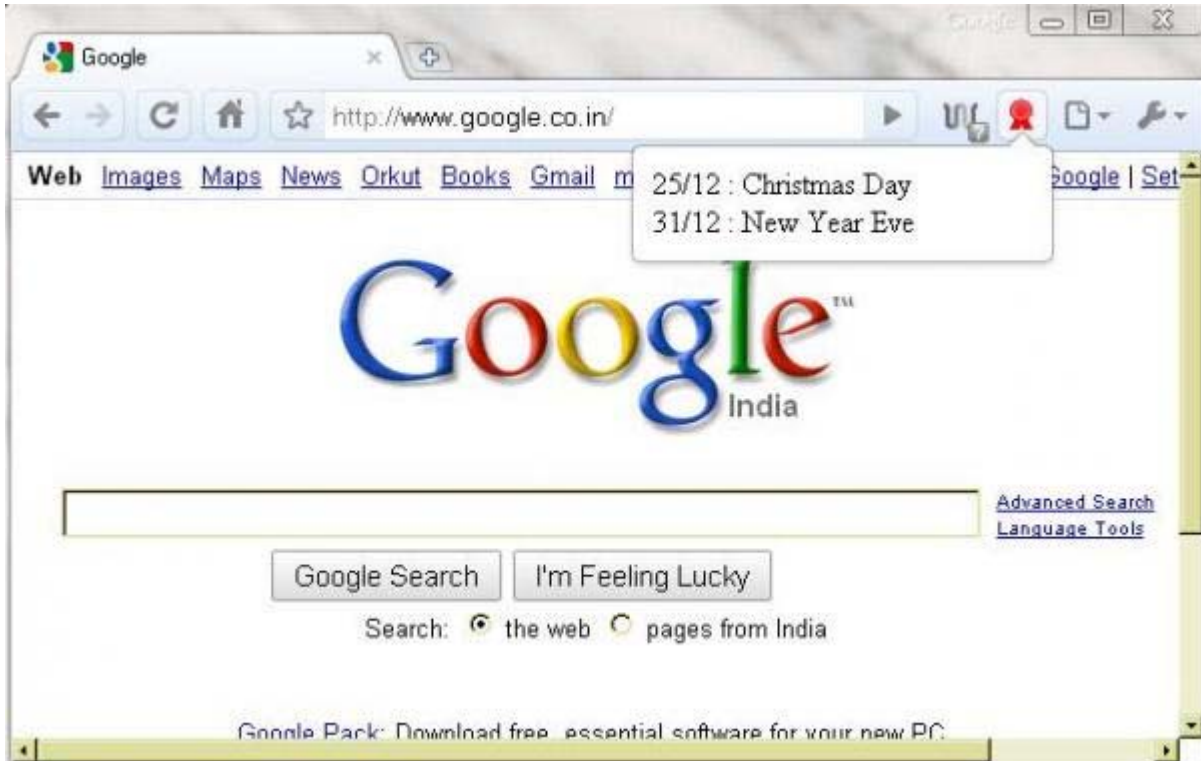 Google
Google
http://www.google.co.in/
Web Images Maps News Orkut Books Gmail m
Google | Set
25/12 : Christmas Day
31/12 : New Year Eve
Google™
India
Advanced Search
Language Tools
Google Search I'm Feeling Lucky
Search: the web pages from India
Google Pack: Download free, essential software for your new PC